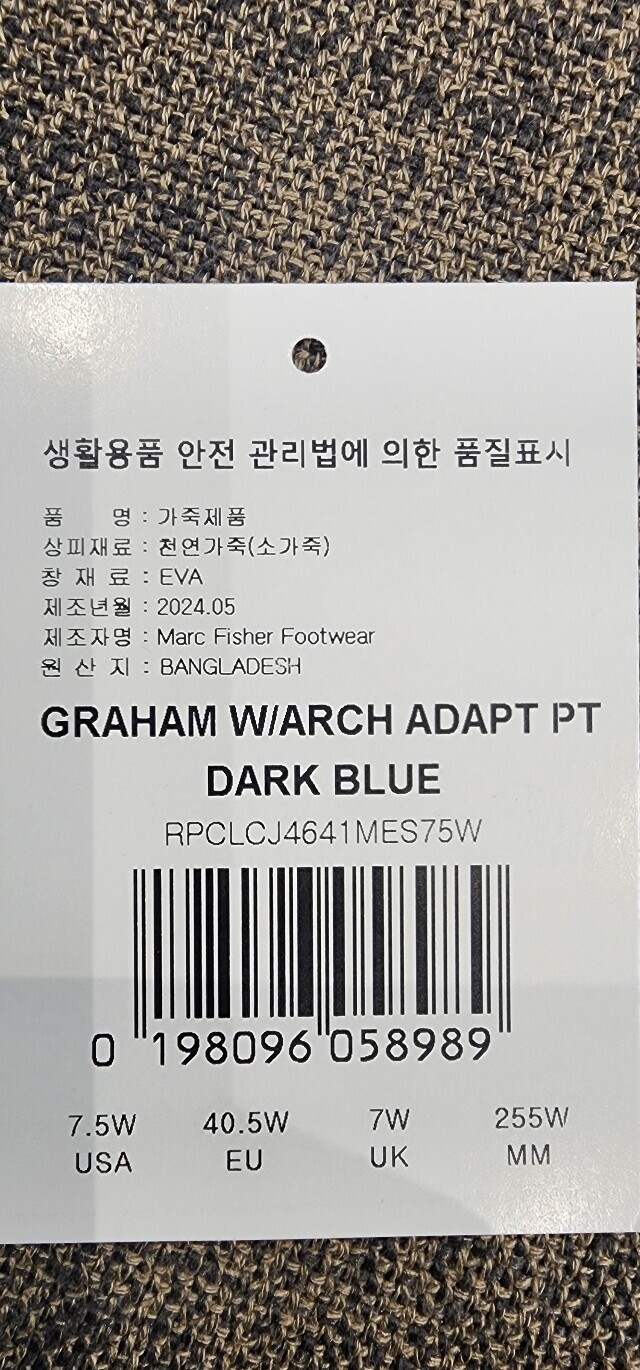 생활용품 안전 관리법에 의한 품질표시
품 명 : 가죽제품
상피재료 : 천연가죽(소가죽)
창 재 료 : EVA
제조년월 : 2024.05
제조자명 : Marc Fisher Footwear
원 산 지 : BANGLADESH
GRAHAM W/ARCH ADAPT PT
DARK BLUE
RPCLCJ4641MES75W
0 198096 058989
7.5W 40.5W 7W 255W
USA EU UK MM